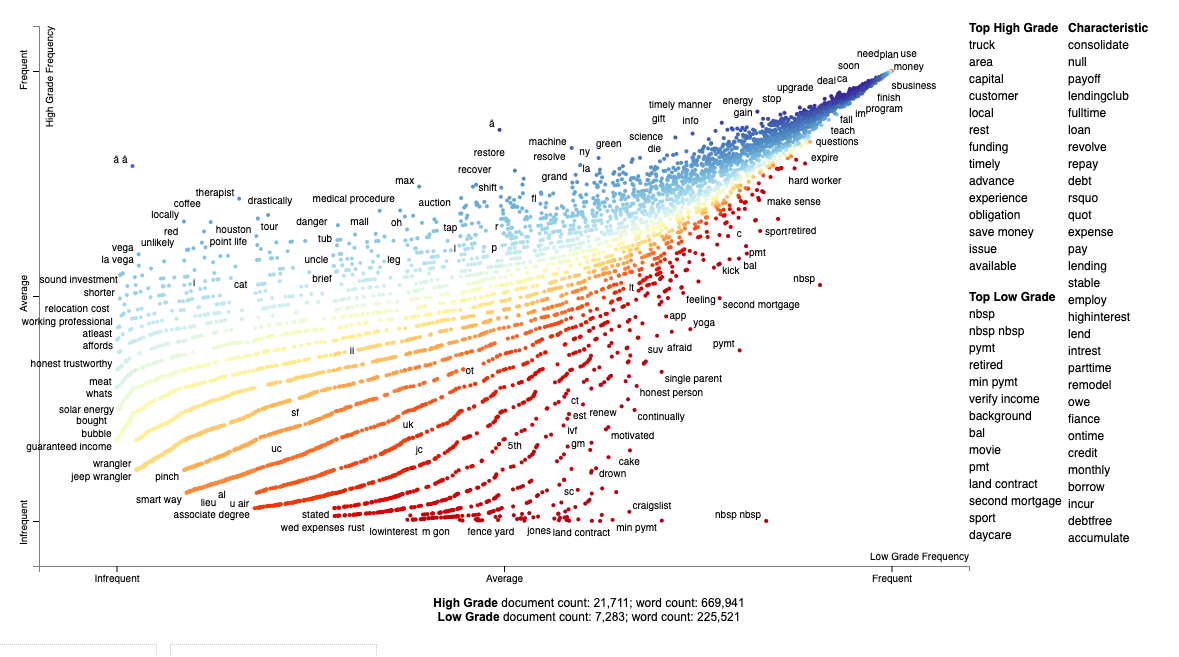 Frequent
High Grade Frequency
Average
Infrequent
needplan use
soon
money
dealca
sbusiness
upgrade
finish
energy
stop
program
timely manner
gain
im
fall
gift
info
teach
â
science
questions
machine
green
die
restore
resolve
ny
expire
â â
recover
la
grand
hard worker
max
shift
therapist
drastically
medical procedure
auction
fl
make sense
coffee
locally
danger
mall
oh
tap
r
sportretired
red
houston
tour
c
unlikely
point life
tub
l
p
vega
pmt
la vega
uncle
leg
bal
kick
sound investment
l
cat
brief
nbsp
shorter
lt
feeling
second mortgage
relocation cost
app
yoga
working professional
atleast
affords
ll
suv
afraid
pymt
honest trustworthy
ot
single parent
meat
honest person
whats
ct
solar energy
sf
est
renew
continually
bought
uk
ivf
bubble
motivated
guaranteed income
uc
jc
5th
gm
wrangler
cake
jeep wrangler
pinch
drown
smart way
al
sc
lieu
u air
craigslist
associate degree
stated
nbsp nbsp
wed expenses
rust
lowinterest
m gon
fence yard
jones
land contract
min pymt
Low Grade Frequency
Infrequent
Average
Frequent
High Grade document count: 21,711; word count: 669,941
Low Grade document count: 7,283; word count: 225,521
Top High Grade
truck
area
capital
customer
local
rest
funding
timely
advance
experience
obligation
save money
issue
available
Top Low Grade
nbsp
nbsp nbsp
pymt
retired
min pymt
verify income
background
bal
movie
pmt
land contract
second mortgage
sport
daycare
Characteristic
consolidate
null
payoff
lendingclub
fulltime
loan
revolve
repay
debt
rsquo
quot
expense
pay
lending
stable
employ
highinterest
lend
intrest
parttime
remodel
owe
fiance
ontime
credit
monthly
borrow
incur
debtfree
accumulate